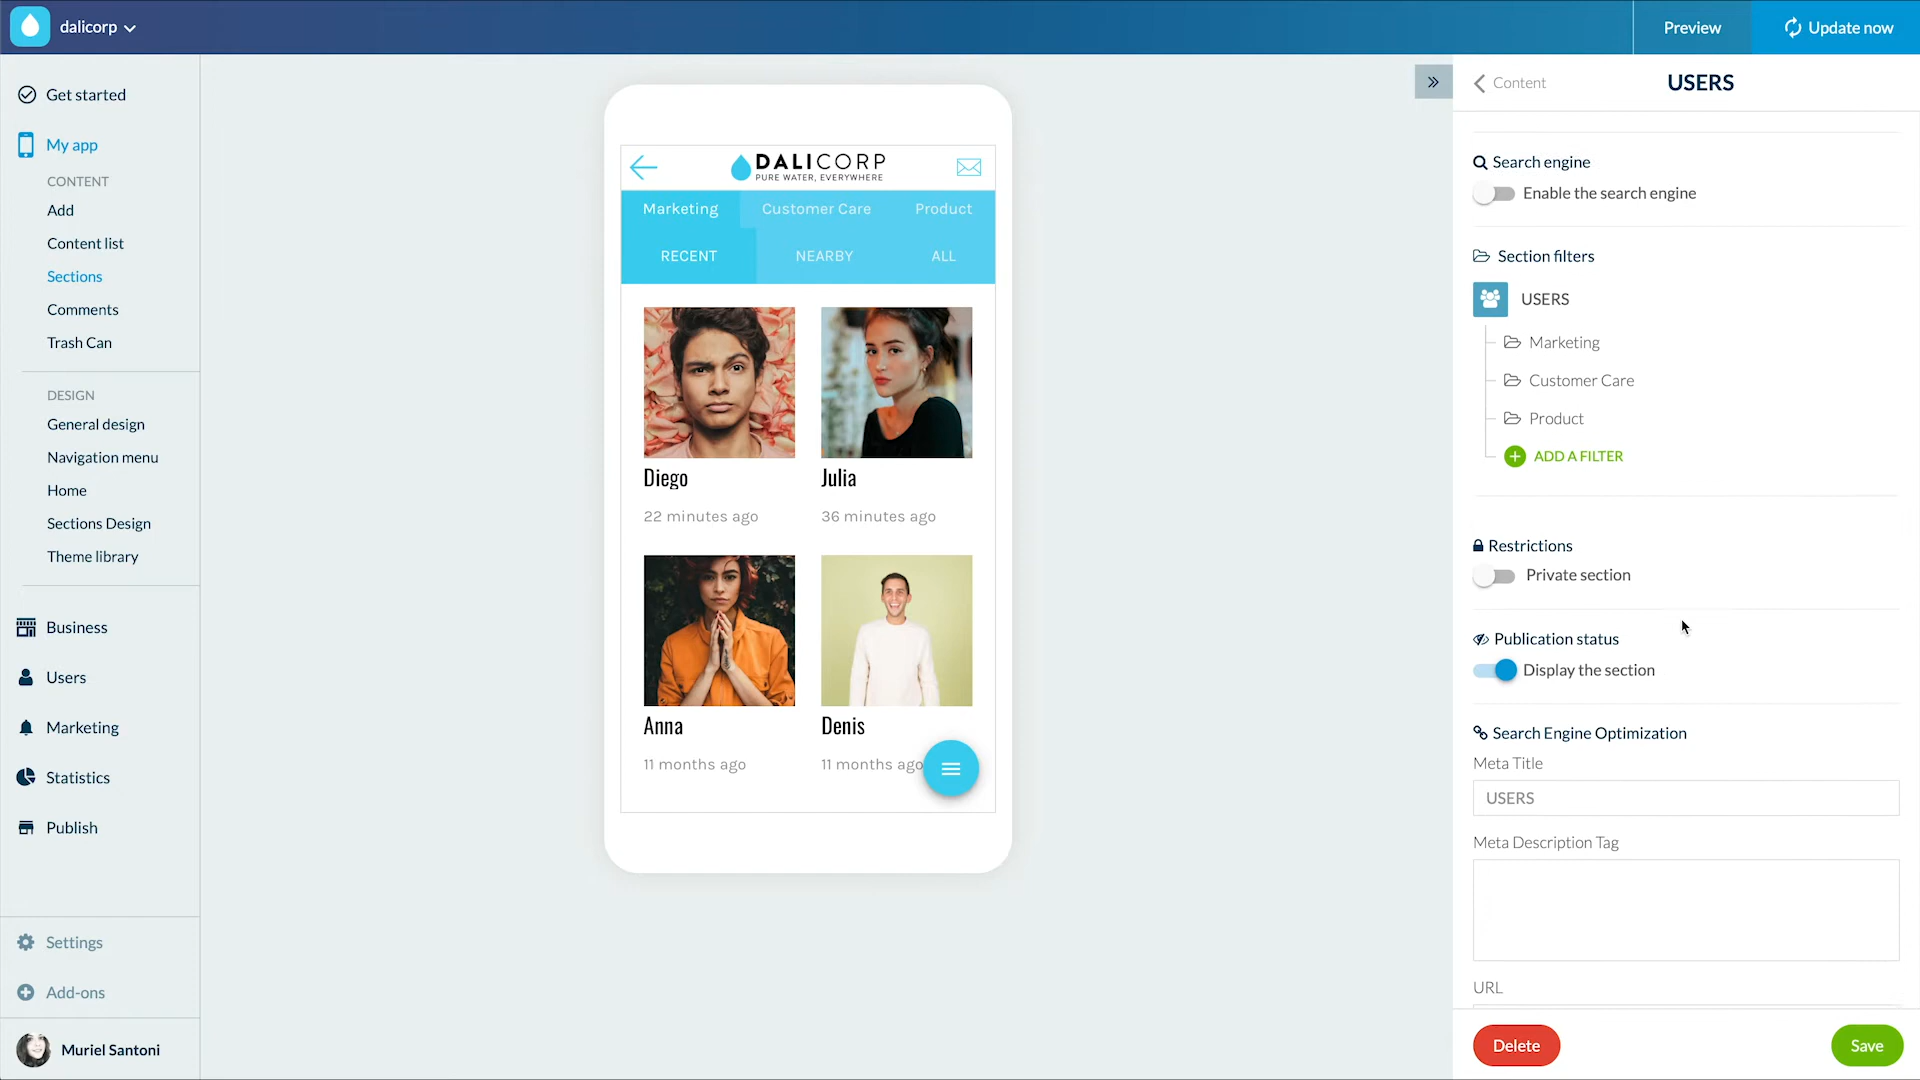 dalicorp
Preview
Update now
Get started
My app
CONTENT
Add
Content list
Sections
Comments
Trash Can
DESIGN
General design
Navigation menu
Home
Sections Design
Theme library
Business
Users
Marketing
Statistics
Publish
Settings
Add-ons
Muriel Santoni
DALICORP
PURE WATER, EVERYWHERE
Marketing Customer Care Product
RECENT NEARBY ALL
Diego Julia
22 minutes ago 36 minutes ago
Anna Denis
11 months ago 11 months ago
Content USERS
Search engine
Enable the search engine
Section filters
USERS
Marketing
Customer Care
Product
ADD A FILTER
Restrictions
Private section
Publication status
Display the section
Search Engine Optimization
Meta Title
USERS
Meta Description Tag
URL
Delete Save